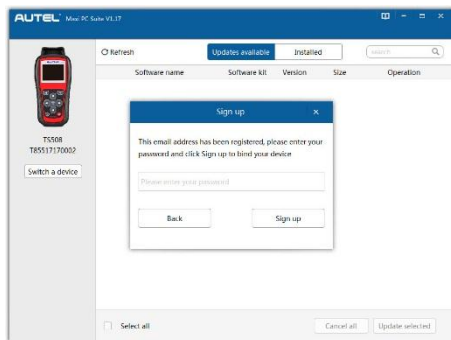 AUTEL Maxi PC Suite V1.17
Refresh Updates available Installed search
Software name Software kit Version Size Operation
Sign up
This email address has been registered, please enter your
password and click Sign up to bind your device
Please enter your password
Back Sign up
TS508
T85517170002
Switch a device
Select all Cancel all Update selected